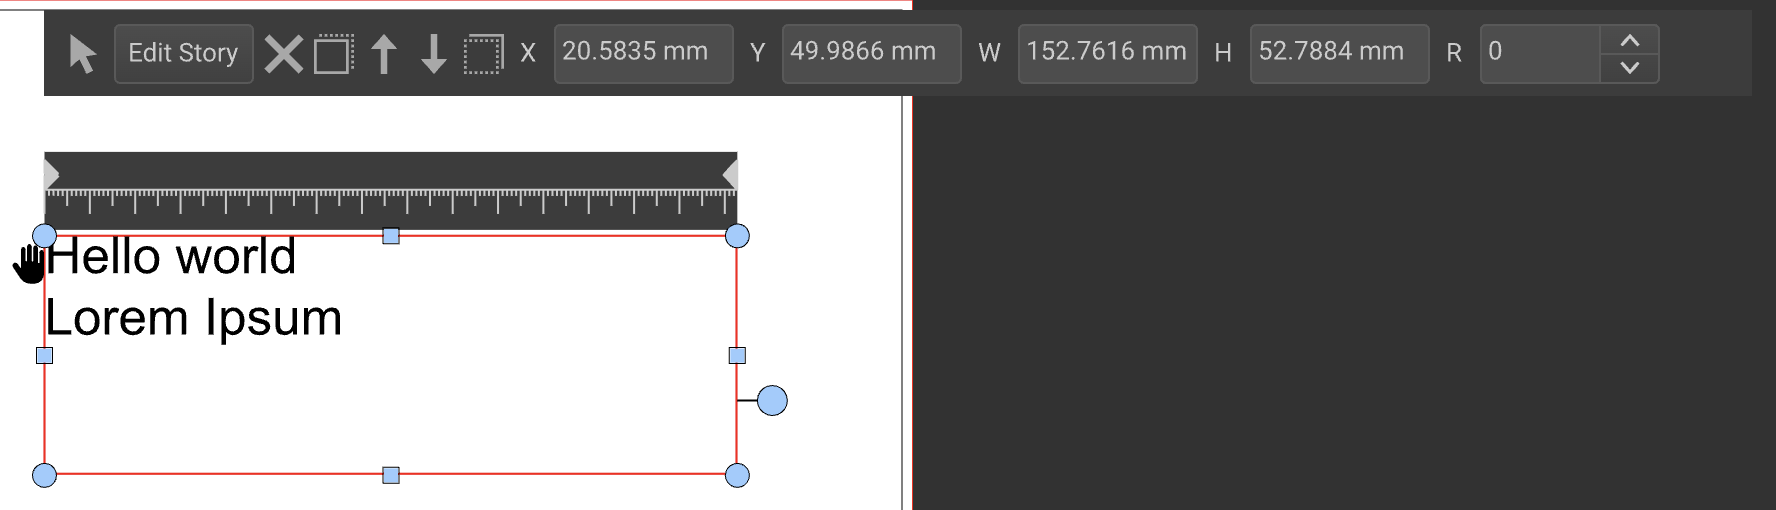 Edit Story X 20.5835 mm Y 49.9866 mm W 152.7616 mm H 52.7884 mm R 0
Hello world
Lorem Ipsum